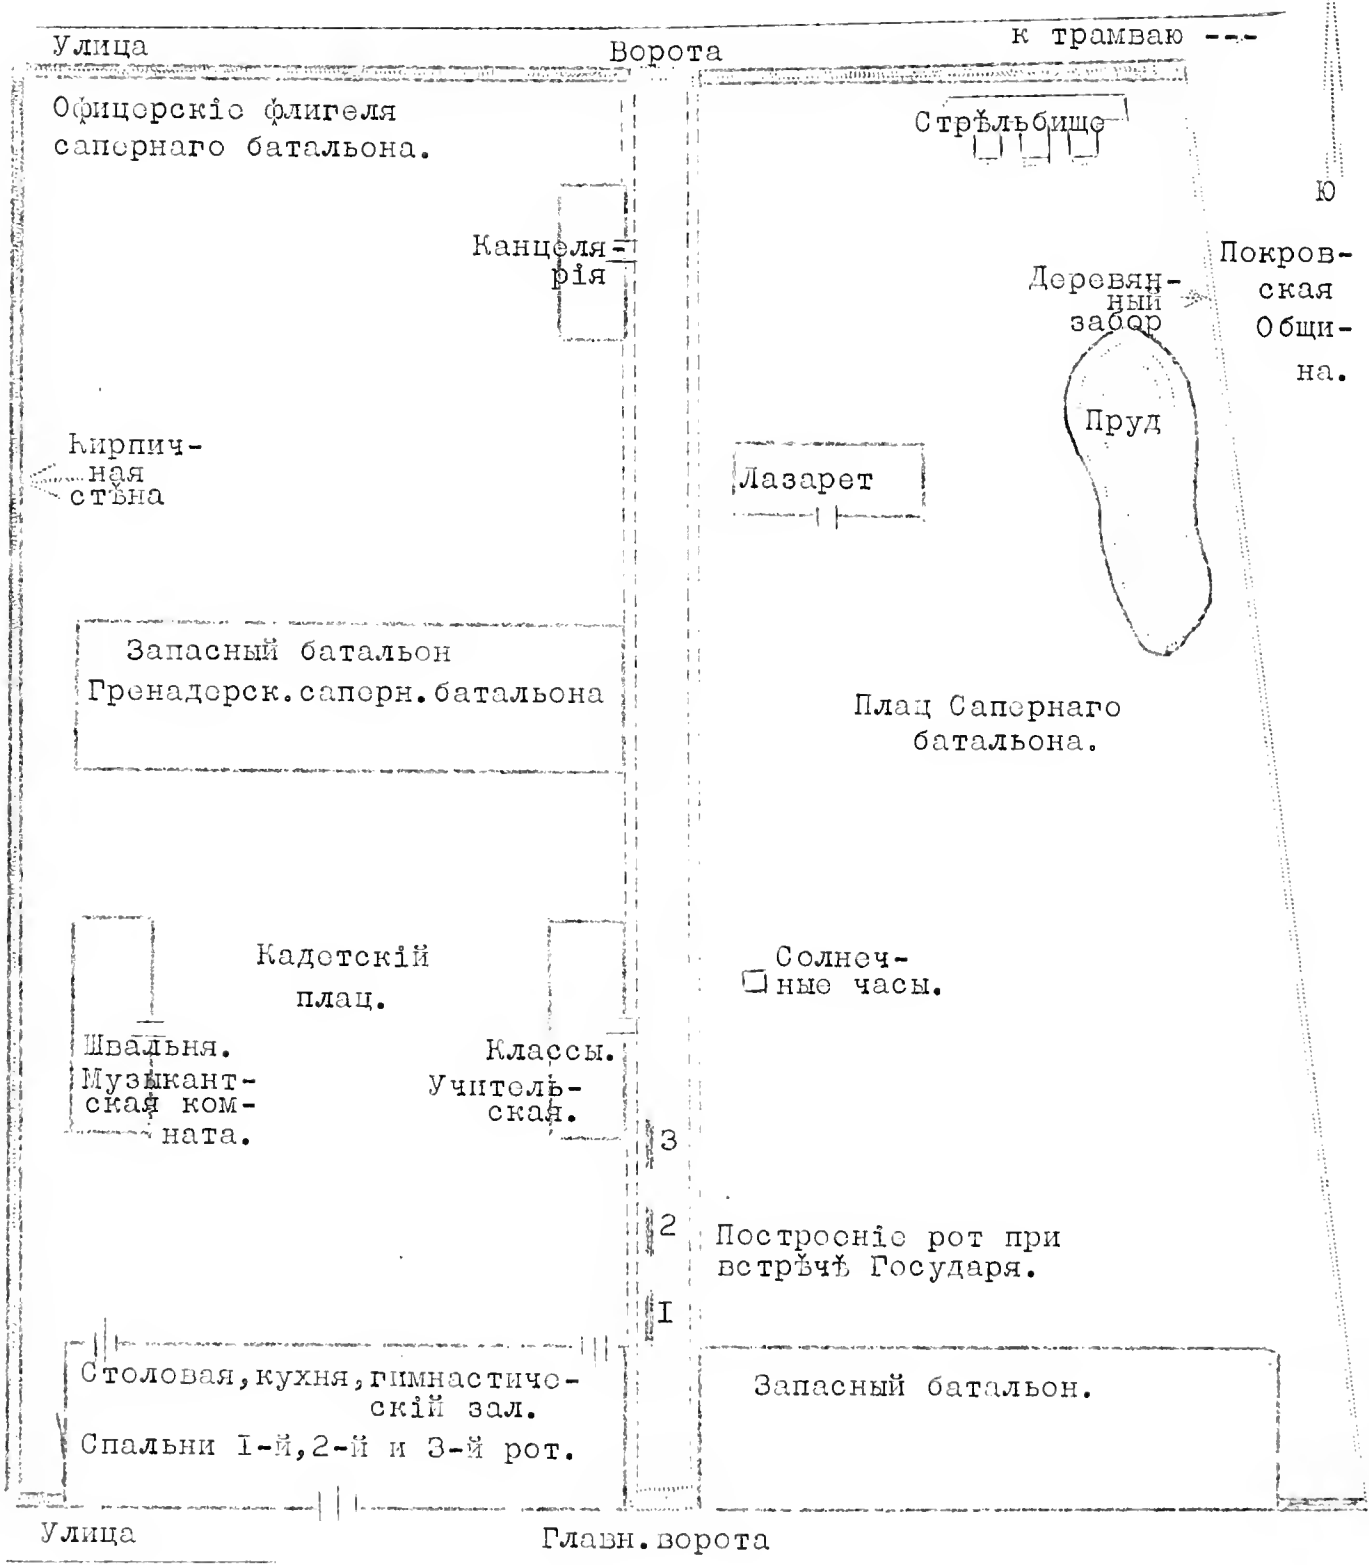 Улица
Ворота
к трамваю ---
Офицерскіе флигеля
сапернаго батальона.
Стрѣльбище
Ю
Канцеля-
рія
Деревян-
ный
забор
Покров-
ская
Общи-
на.
Пруд
Кирпич-
ная
стѣна
Лазарет
Запасный батальон
Гренадерск.саперн.батальона
Плац Сапернаго
батальона.
Кадетскій
плац.
Солнеч-
ные часы.
Швальня.
Музыкант-
ская ком-
ната.
Классы.
Учитель-
ская.
3
2
I
Построеніе рот при
встрѣчѣ Государя.
Столовая,кухня,гимнастиче-
скій зал.
Спальни I-й,2-й и 3-й рот.
Запасный батальон.
Улица
Главн.ворота